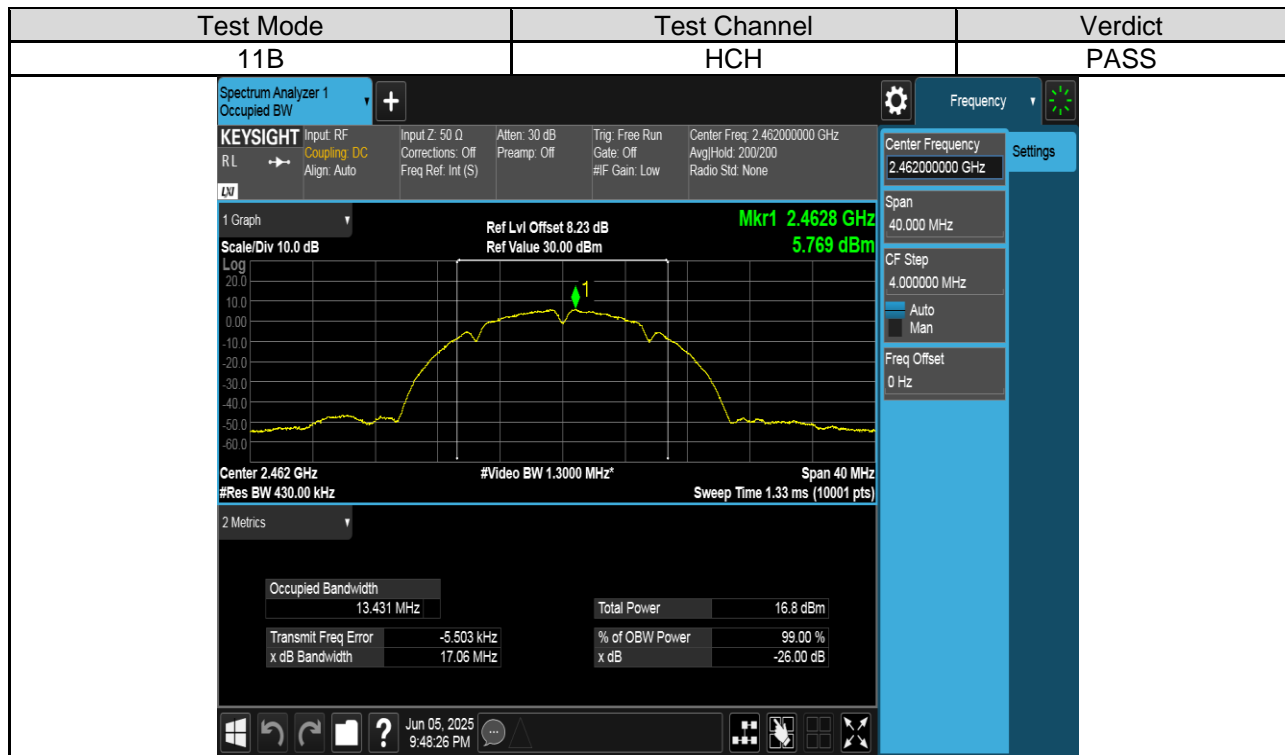 Test Mode Test Channel Verdict
11B HCH PASS
Spectrum Analyzer 1
Occupied BW
+
Frequency
KEYSIGHT Input: RF Input Z: 50 Ω Atten: 30 dB Trig: Free Run Center Freq: 2.462000000 GHz
RL Coupling: DC Corrections: Off Preamp: Off Gate: Off Avg|Hold: 200/200
Align: Auto Freq Ref: Int (S) #IF Gain: Low Radio Std: None
LXI
Center Frequency
2.462000000 GHz
Settings
Span
40.000 MHz
CF Step
4.000000 MHz
Auto
Man
Freq Offset
0 Hz
1 Graph
Ref Lvl Offset 8.23 dB
Mkr1 2.4628 GHz
Scale/Div 10.0 dB Ref Value 30.00 dBm 5.769 dBm
Log
20.0
10.0
0.00
-10.0
-20.0
-30.0
-40.0
-50.0
-60.0
1
Center 2.462 GHz #Video BW 1.3000 MHz* Span 40 MHz
#Res BW 430.00 kHz Sweep Time 1.33 ms (10001 pts)
2 Metrics
Occupied Bandwidth
13.431 MHz Total Power 16.8 dBm
Transmit Freq Error -5.503 kHz % of OBW Power 99.00 %
x dB Bandwidth 17.06 MHz x dB -26.00 dB
?
Jun 05, 2025
9:48:26 PM